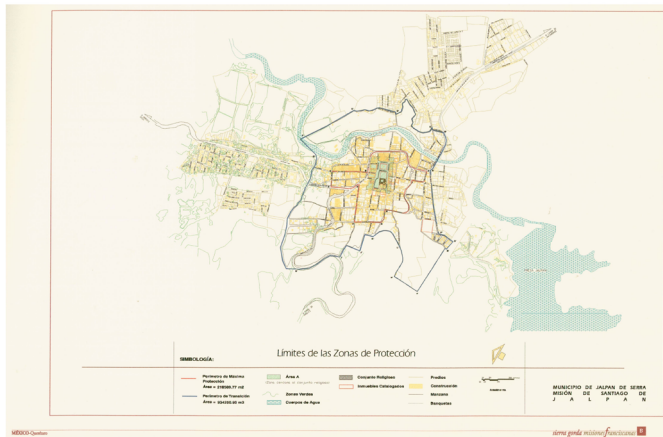 Límites de las Zonas de Protección
SIMBOLOGÍA:
Perímetro de Máxima
Protección
Perímetro de Transición
Área A
Zonas Verdes
Cuerpos de Agua
Conjunto Religioso
Inmuebles Catalogados
Predios
Construcción
Manzana
Banquetas
MUNICIPIO DE JALPAN DE SERRA
MISIÓN DE SANTIAGO DE
J A L P A N
MÉXICO-Querétaro
sierra gorda misiones franciscanas